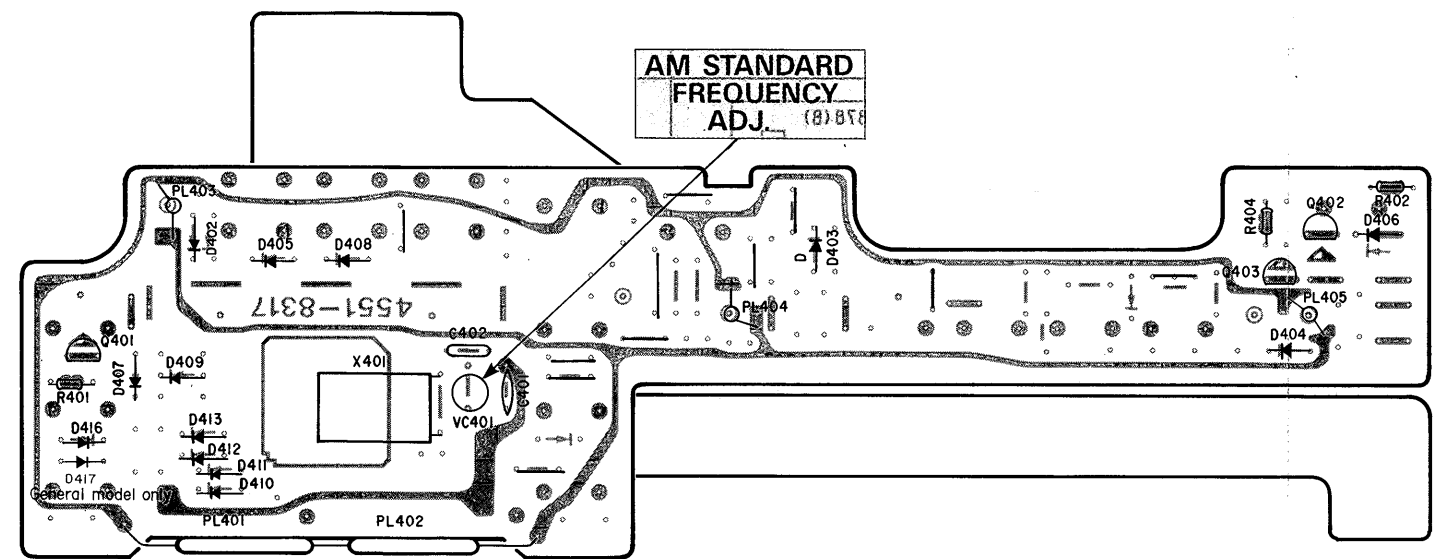 AM STANDARD
FREQUENCY
ADJ.
378(8)
PL403
D402
D405
D408
4551-8317
Q401
D407
D409
R401
X401
C402
C401
VC401
D416
D417
General model only
D413
D412
D411
D410
PL401
PL402
PL404
D
D403
R404
Q402
R402
D406
Q403
PL405
D404